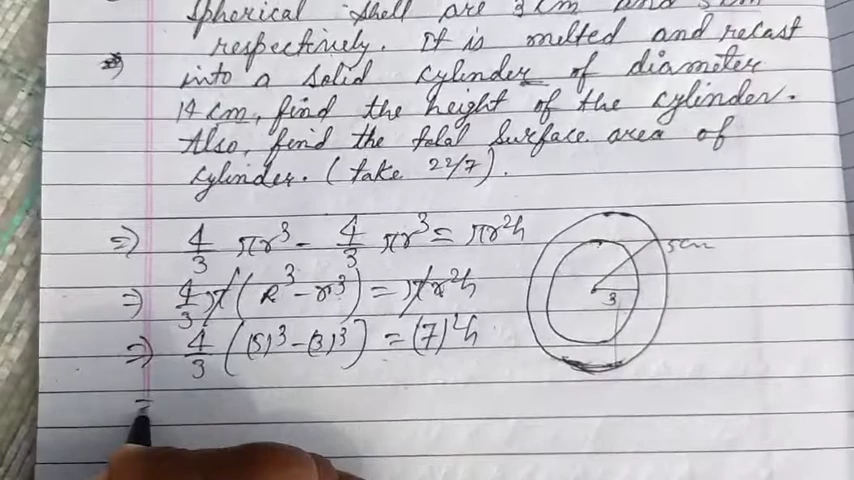 spherical shell are 3 cm and 5 cm
respectively. It is melted and recast
into a solid cylinder of diameter
14 cm, find the height of the cylinder.
Also, find the total surface area of
cylinder. (take 22/7).
⇒ 4/3 πr³ - 4/3 πr³ = πr²h
⇒ 4/3 π (R³ - r³) = πr²h
⇒ 4/3 ((5)³ - (3)³) = (7)²h
5cm
3